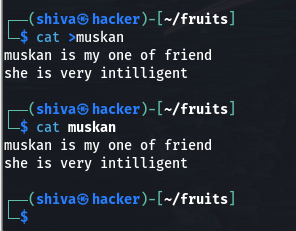 ┌──(shiva㉿hacker)-[~/fruits]
└─$ cat >muskan
muskan is my one of friend
she is very intilligent
┌──(shiva㉿hacker)-[~/fruits]
└─$ cat muskan
muskan is my one of friend
she is very intilligent
┌──(shiva㉿hacker)-[~/fruits]
└─$